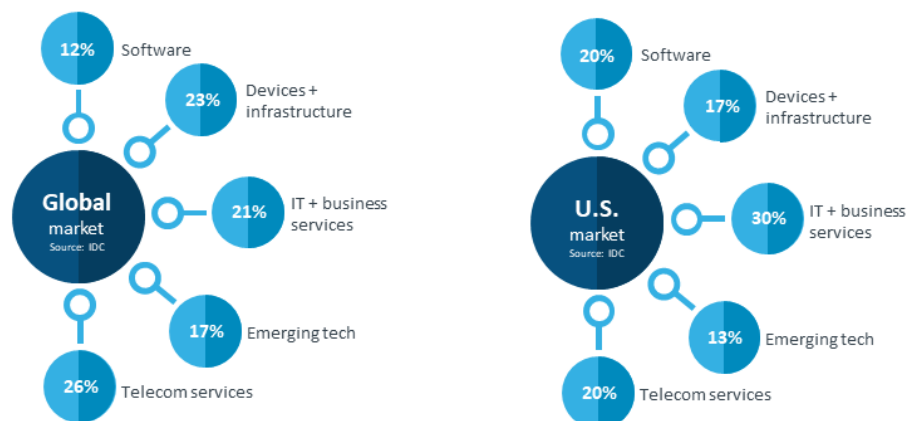 12%
Software
23%
Devices +
infrastructure
Global
market
Source: IDC
21%
IT + business
services
17%
Emerging tech
26%
Telecom services
20%
Software
17%
Devices +
infrastructure
U.S.
market
Source: IDC
30%
IT + business
services
13%
Emerging tech
20%
Telecom services